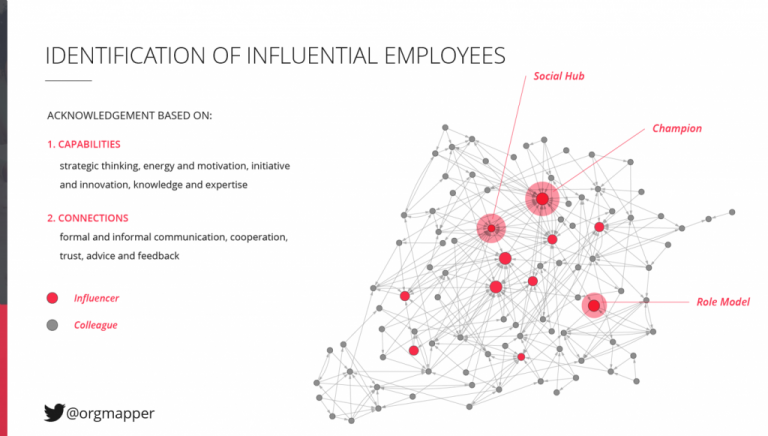 IDENTIFICATION OF INFLUENTIAL EMPLOYEES
Social Hub
Champion
ACKNOWLEDGEMENT BASED ON:
1. CAPABILITIES
strategic thinking, energy and motivation, initiative
and innovation, knowledge and expertise
2. CONNECTIONS
formal and informal communication, cooperation,
trust, advice and feedback
Influencer
Role Model
Colleague
@orgmapper